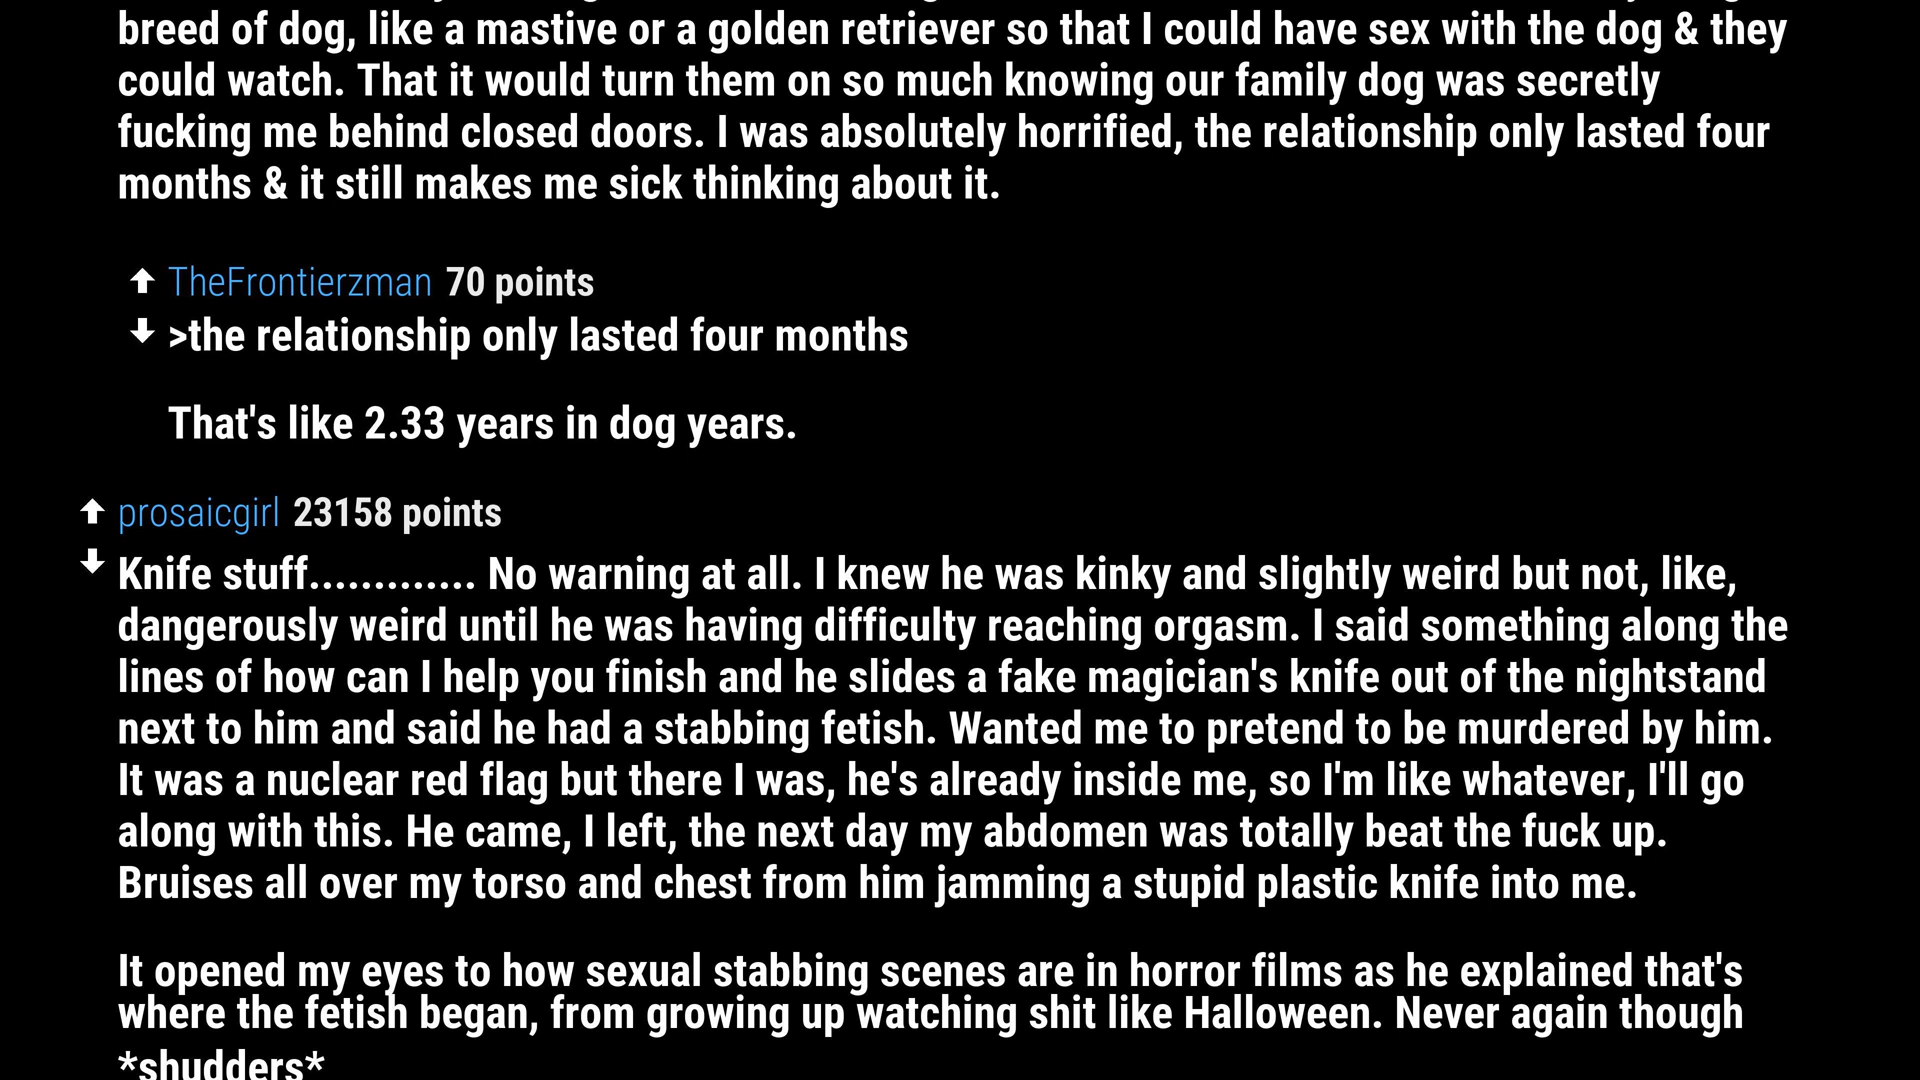 breed of dog, like a mastive or a golden retriever so that I could have sex with the dog & they
could watch. That it would turn them on so much knowing our family dog was secretly
fucking me behind closed doors. I was absolutely horrified, the relationship only lasted four
months & it still makes me sick thinking about it.
TheFrontierzman 70 points
>the relationship only lasted four months
That's like 2.33 years in dog years.
prosaicgirl 23158 points
Knife stuff............. No warning at all. I knew he was kinky and slightly weird but not, like,
dangerously weird until he was having difficulty reaching orgasm. I said something along the
lines of how can I help you finish and he slides a fake magician's knife out of the nightstand
next to him and said he had a stabbing fetish. Wanted me to pretend to be murdered by him.
It was a nuclear red flag but there I was, he's already inside me, so I'm like whatever, I'll go
along with this. He came, I left, the next day my abdomen was totally beat the fuck up.
Bruises all over my torso and chest from him jamming a stupid plastic knife into me.
It opened my eyes to how sexual stabbing scenes are in horror films as he explained that's
where the fetish began, from growing up watching shit like Halloween. Never again though
*shudders*